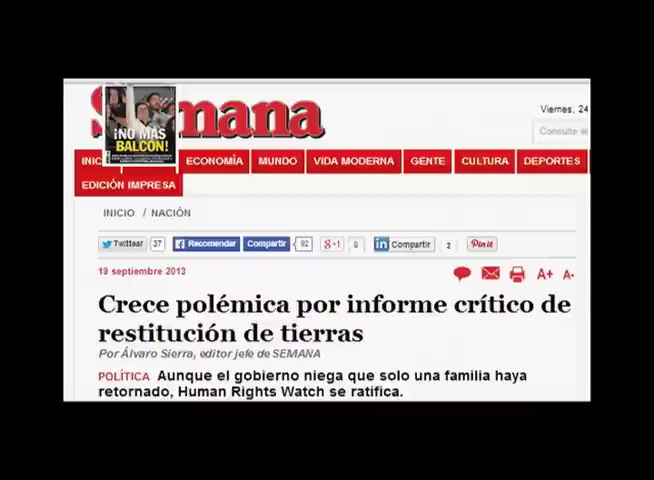 Semana
¡NO MÁS
BALCÓN!
Viernes, 24
Consulte
INIC ECONOMÍA MUNDO VIDA MODERNA GENTE CULTURA DEPORTES
EDICIÓN IMPRESA
INICIO / NACIÓN
Twittear 37 Recomendar Compartir 92 g+1 8 in Compartir 2 Pin it
19 septiembre 2013 A+ A-
Crece polémica por informe crítico de
restitución de tierras
Por Álvaro Sierra, editor jefe de SEMANA
POLÍTICA Aunque el gobierno niega que solo una familia haya
retornado, Human Rights Watch se ratifica.